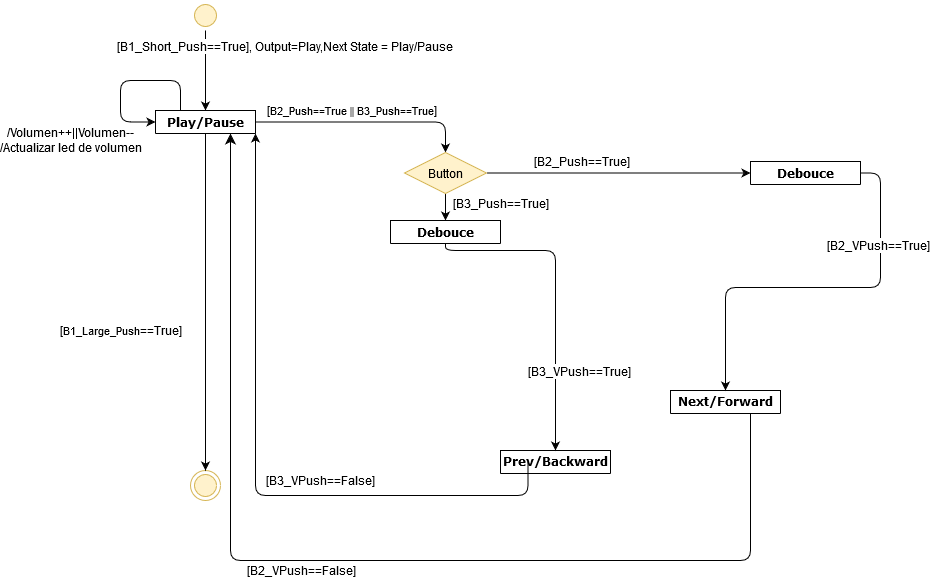 [B1_Short_Push==True], Output=Play,Next State = Play/Pause
[B2_Push==True || B3_Push==True]
Play/Pause
/Volumen++||Volumen--
/Actualizar led de volumen
Button
[B2_Push==True]
Debouce
[B3_Push==True]
Debouce
[B2_VPush==True]
[B1_Large_Push==True]
[B3_VPush==True]
Next/Forward
Prev/Backward
[B3_VPush==False]
[B2_VPush==False]